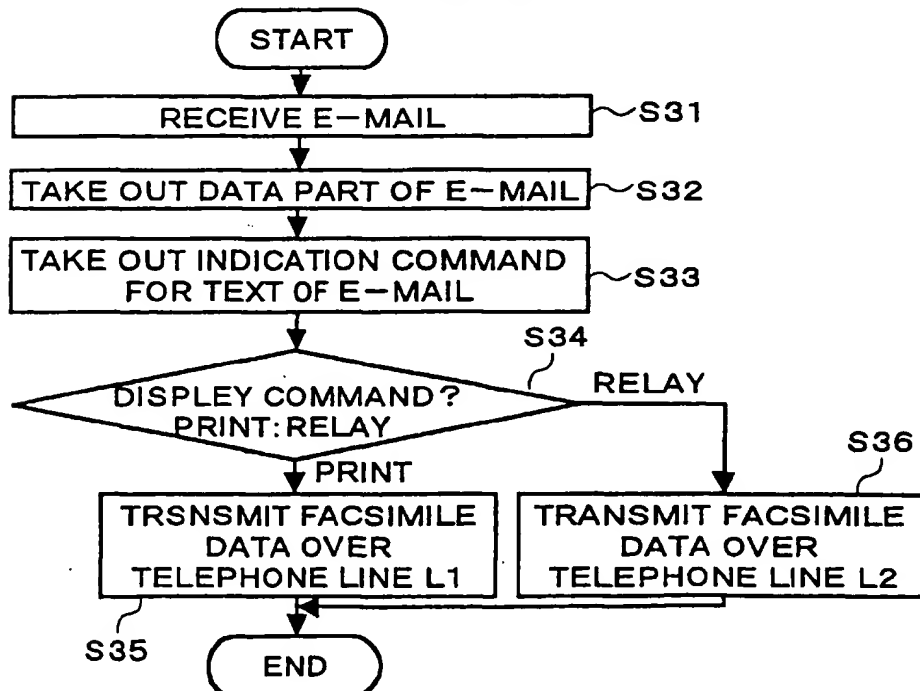 START
RECEIVE E-MAIL
S31
TAKE OUT DATA PART OF E-MAIL
S32
TAKE OUT INDICATION COMMAND
FOR TEXT OF E-MAIL
S33
S34
DISPLEY COMMAND?
PRINT:RELAY
RELAY
PRINT
S36
TRSNSMIT FACSIMILE
DATA OVER
TELEPHONE LINE L1
TRANSMIT FACSIMILE
DATA OVER
TELEPHONE LINE L2
S35
END